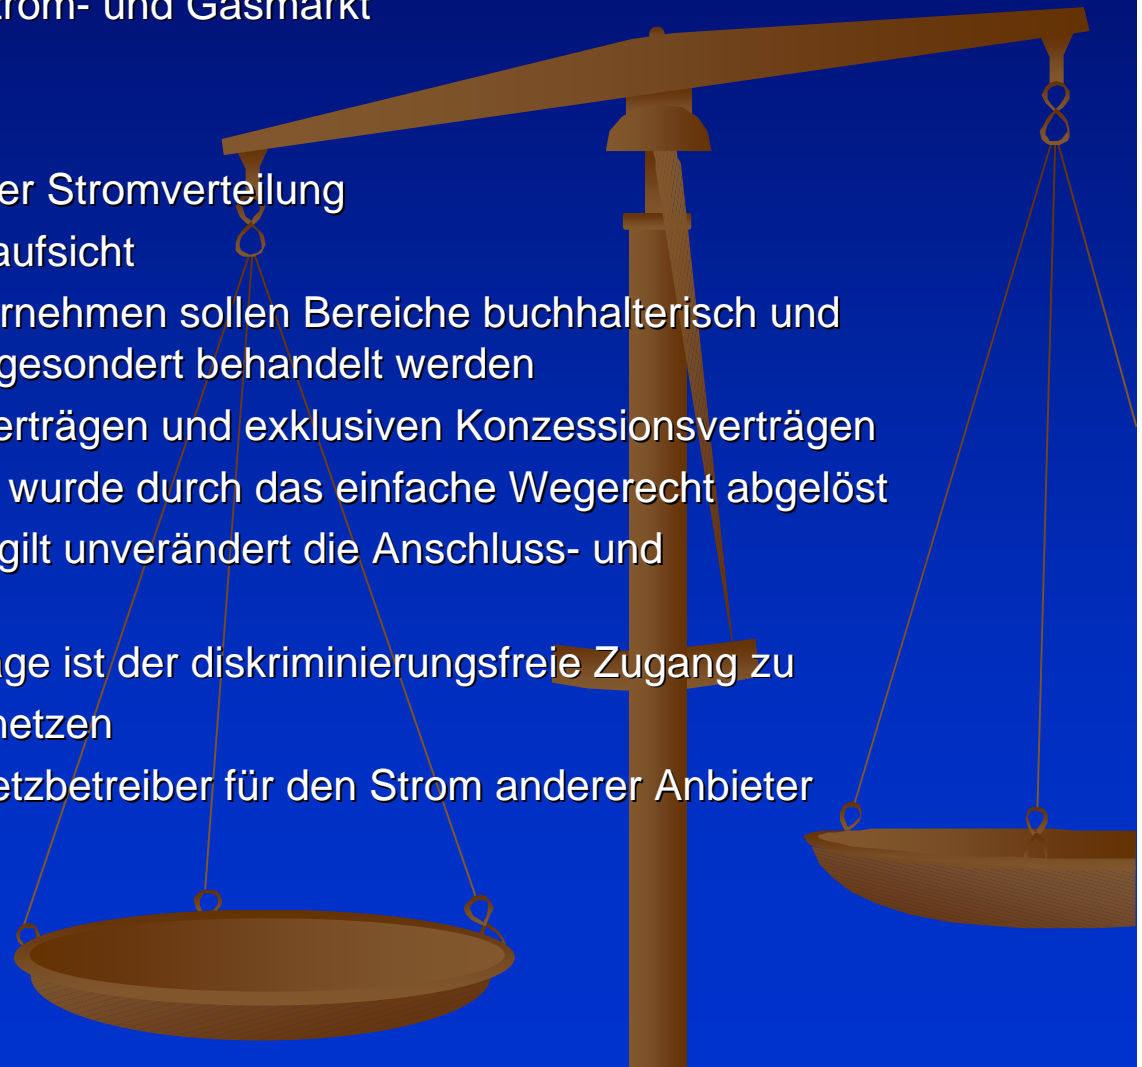 trom- und Gasmarkt
er Stromverteilung
aufsicht
rnehmen sollen Bereiche buchhalterisch und
gesondert behandelt werden
erträgen und exklusiven Konzessionsverträgen
wurde durch das einfache Wegerecht abgelöst
gilt unverändert die Anschluss- und
age ist der diskriminierungsfreie Zugang zu
netzen
etzbetreiber für den Strom anderer Anbieter